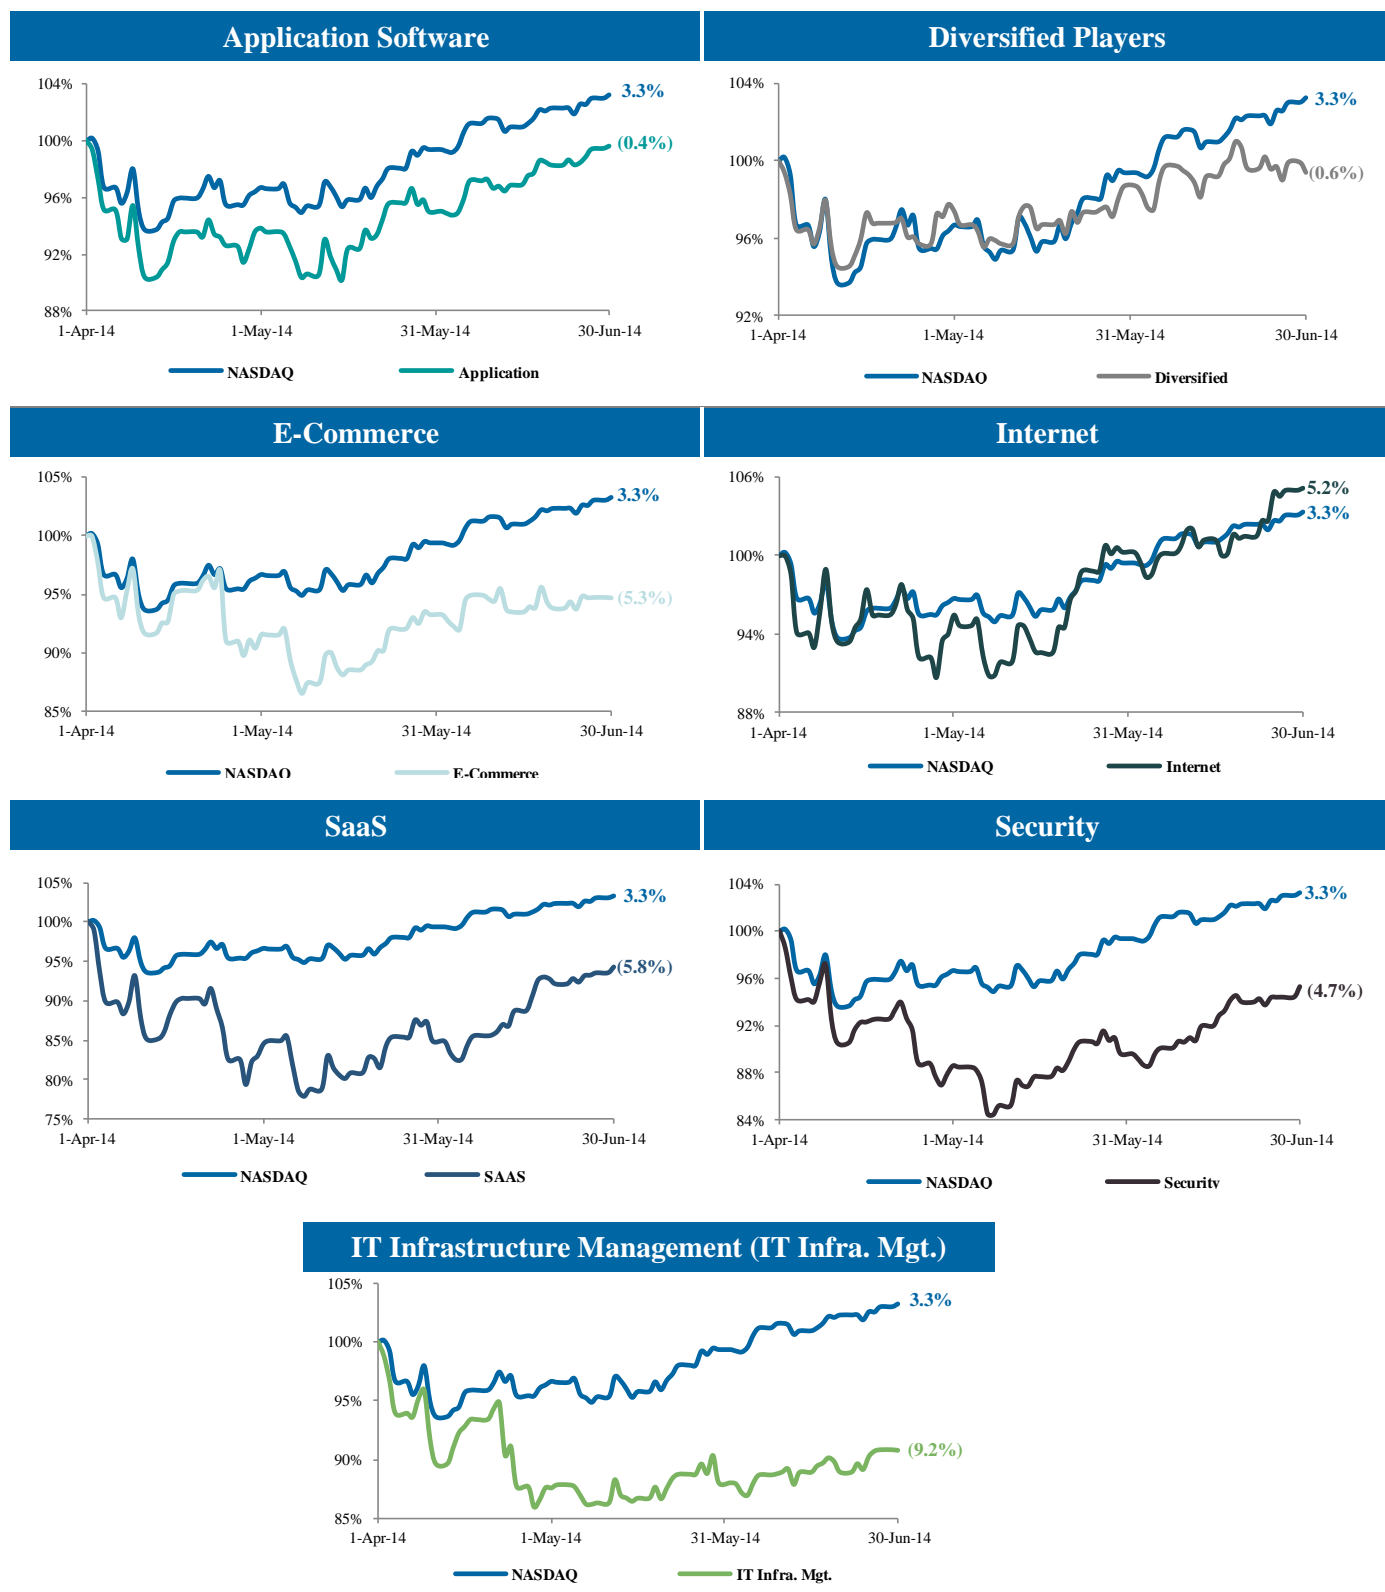 Application Software
104%
100%
96%
92%
88%
3.3%
(0.4%)
1-Apr-14 1-May-14 31-May-14 30-Jun-14
NASDAQ Application
Diversified Players
104%
100%
96%
92%
3.3%
(0.6%)
1-Apr-14 1-May-14 31-May-14 30-Jun-14
NASDAQ Diversified
E-Commerce
105%
100%
95%
90%
85%
3.3%
(5.3%)
1-Apr-14 1-May-14 31-May-14 30-Jun-14
NASDAQ E-Commerce
Internet
106%
100%
94%
88%
5.2%
3.3%
1-Apr-14 1-May-14 31-May-14 30-Jun-14
NASDAQ Internet
SaaS
105%
100%
95%
90%
85%
80%
75%
3.3%
(5.8%)
1-Apr-14 1-May-14 31-May-14 30-Jun-14
NASDAQ SAAS
Security
104%
100%
96%
92%
88%
84%
3.3%
(4.7%)
1-Apr-14 1-May-14 31-May-14 30-Jun-14
NASDAQ Security
IT Infrastructure Management (IT Infra. Mgt.)
105%
100%
95%
90%
85%
3.3%
(9.2%)
1-Apr-14 1-May-14 31-May-14 30-Jun-14
NASDAQ IT Infra. Mgt.